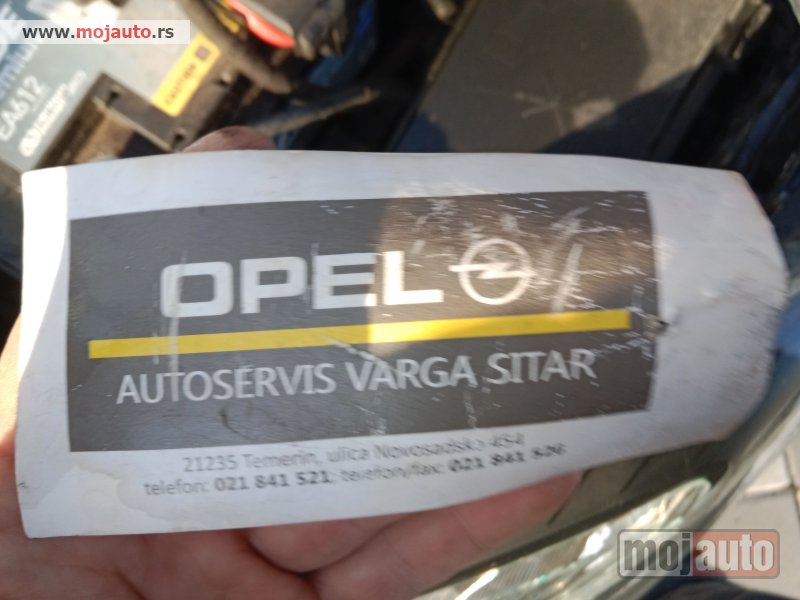 www.mojauto.rs
EA612
CAUTION
OPEL
AUTOSERVIS VARGA SITAR
21235 Temerin, ulica Novosadska 454
telefon: 021 841 521; telefon/fax: 021 841
mojauto